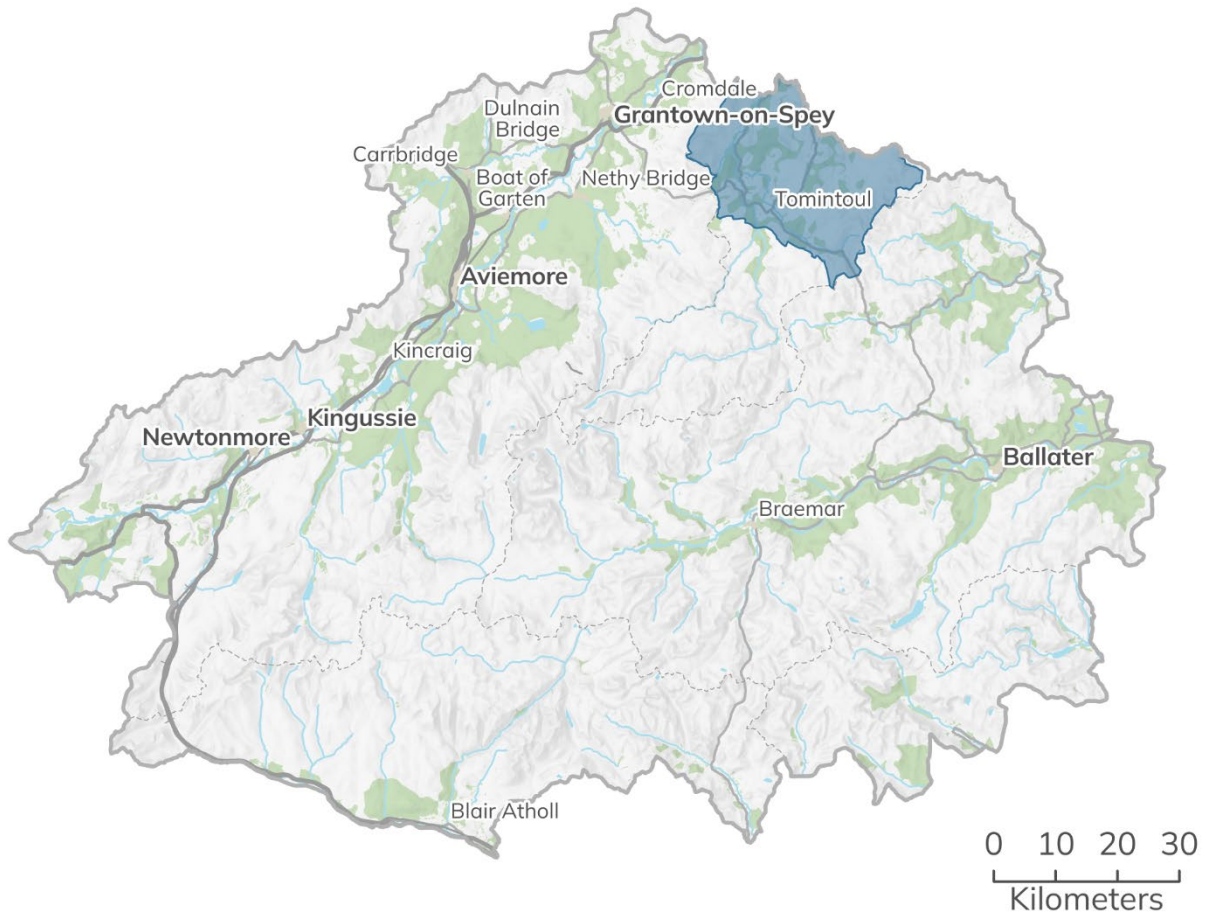 Cromdale
Grantown-on-Spey
Dulnain
Bridge
Carrbridge
Boat of
Garten
Nethy Bridge
Tomintoul
Aviemore
Kincraig
Kingussie
Newtonmore
Ballater
Braemar
Blair Atholl
0 10 20 30
Kilometers